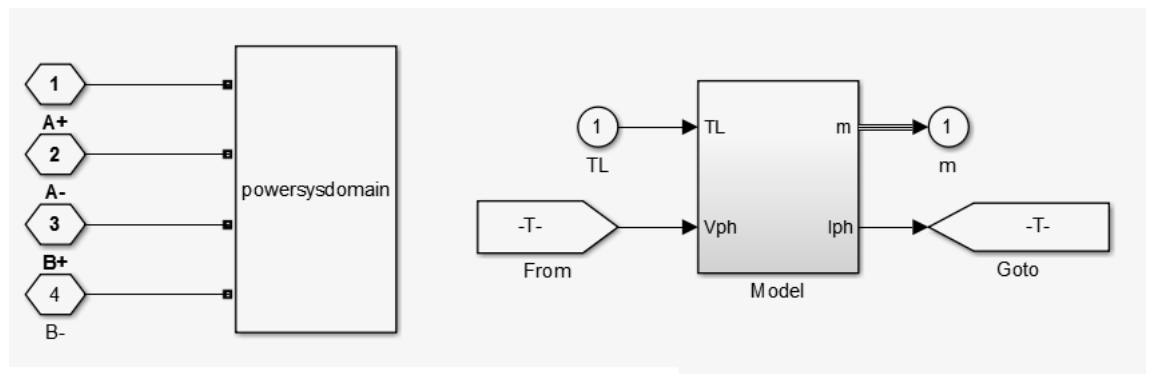 1
A+
2
A-
3
B+
4
B-
powersysdomain
1
TL
-T-
From
TL
m
Vph
Iph
Model
1
m
-T-
Goto